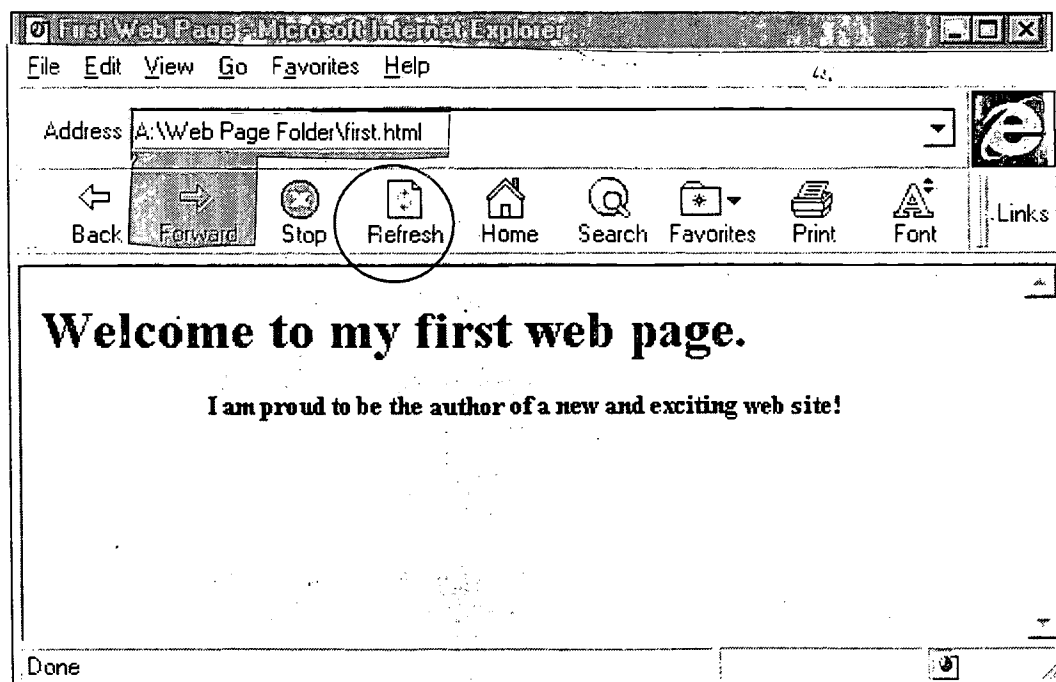 First Web Page - Microsoft Internet Explorer
File Edit View Go Favorites Help
Address A:\Web Page Folder\first.html
Back Forward Stop Refresh Home Search Favorites Print Font Links
Welcome to my first web page.
I am proud to be the author of a new and exciting web site!
Done